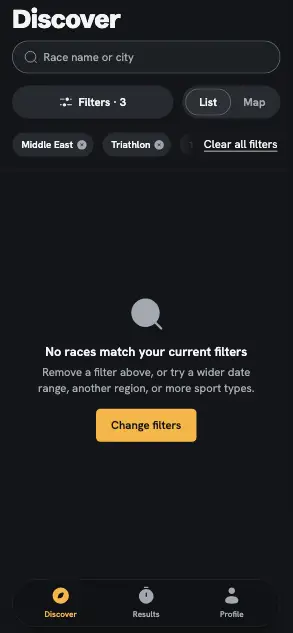 Discover
Race name or city
Filters · 3
List
Map
Middle East
Triathlon
Clear all filters
No races match your current filters
Remove a filter above, or try a wider date
range, another region, or more sport types.
Change filters
Discover
Results
Profile